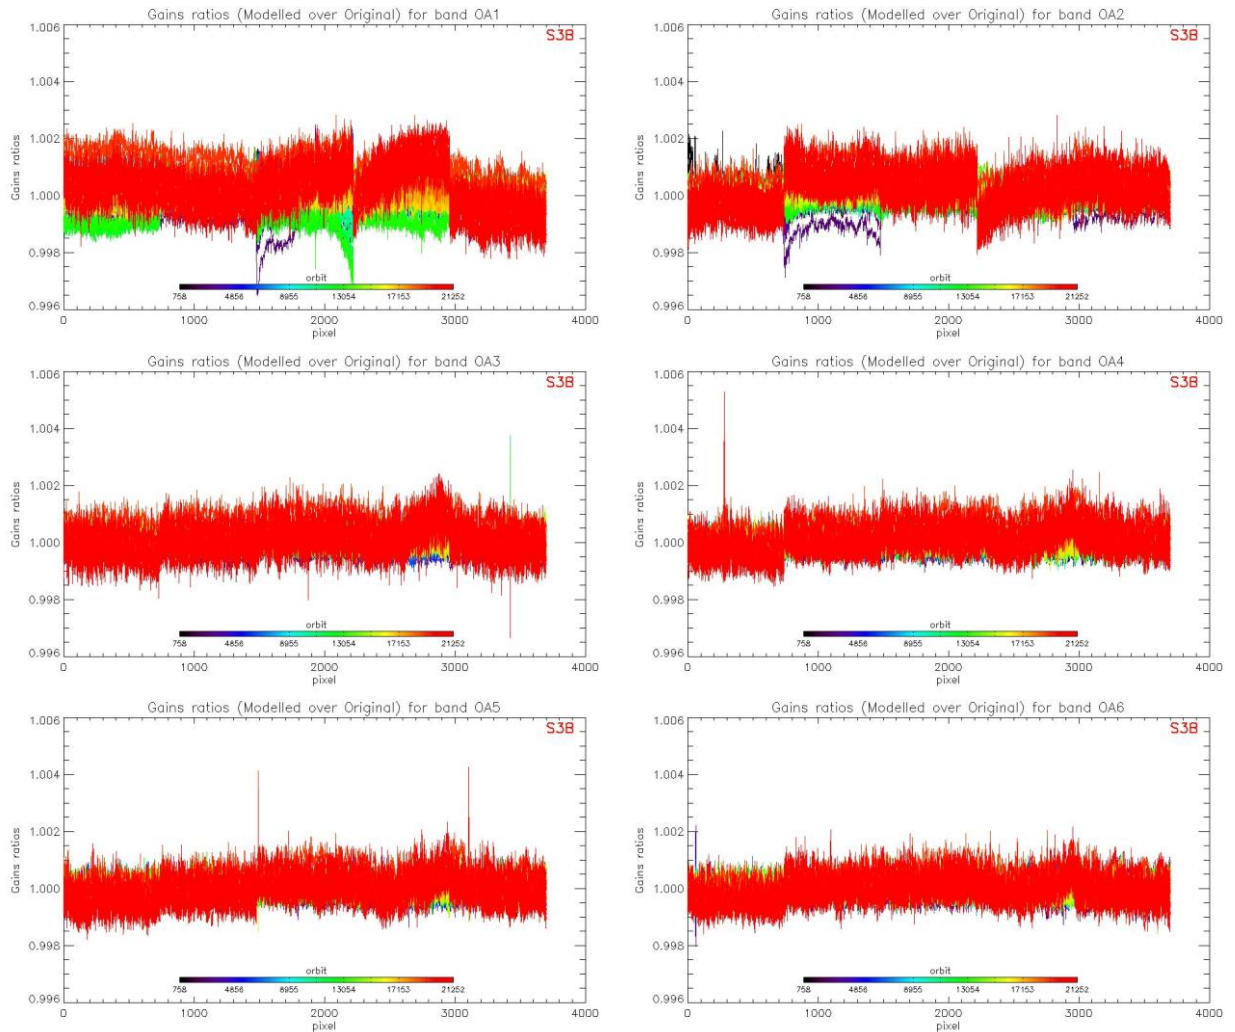 Gains ratios (Modelled over Original) for band OA1
S3B
Gains ratios
1.006
1.004
1.002
1.000
0.998
0.996
orbit
758 4856 8955 13054 17153 21252
0 1000 2000 3000 4000
pixel
Gains ratios (Modelled over Original) for band OA2
S3B
Gains ratios
1.006
1.004
1.002
1.000
0.998
0.996
orbit
758 4856 8955 13054 17153 21252
0 1000 2000 3000 4000
pixel
Gains ratios (Modelled over Original) for band OA3
S3B
Gains ratios
1.006
1.004
1.002
1.000
0.998
0.996
orbit
758 4856 8955 13054 17153 21252
0 1000 2000 3000 4000
pixel
Gains ratios (Modelled over Original) for band OA4
S3B
Gains ratios
1.006
1.004
1.002
1.000
0.998
0.996
orbit
758 4856 8955 13054 17153 21252
0 1000 2000 3000 4000
pixel
Gains ratios (Modelled over Original) for band OA5
S3B
Gains ratios
1.006
1.004
1.002
1.000
0.998
0.996
orbit
758 4856 8955 13054 17153 21252
0 1000 2000 3000 4000
pixel
Gains ratios (Modelled over Original) for band OA6
S3B
Gains ratios
1.006
1.004
1.002
1.000
0.998
0.996
orbit
758 4856 8955 13054 17153 21252
0 1000 2000 3000 4000
pixel